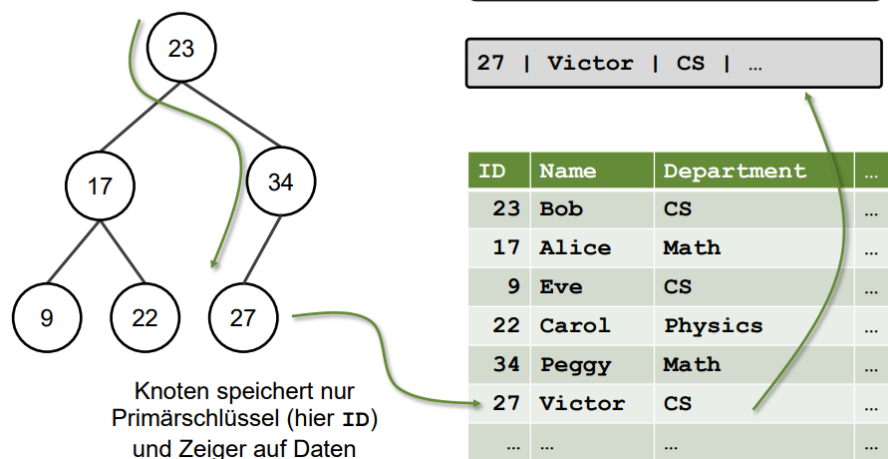 23
17
34
9
22
27
Knoten speichert nur
Primärschlüssel (hier ID)
und Zeiger auf Daten
27 | Victor | CS | …
ID Name Department …
23 Bob CS …
17 Alice Math …
9 Eve CS …
22 Carol Physics …
34 Peggy Math …
27 Victor CS …
… … … …